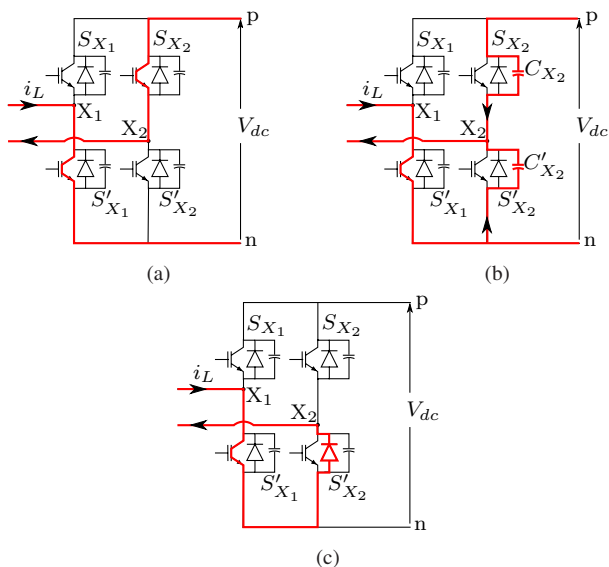 p
p
S_{X_1} S_{X_2}
S_{X_1} S_{X_2}
C_{X_2}
i_L
i_L
X_1
X_1
V_{dc}
V_{dc}
X_2
X_2
C'_{X_2}
S'_{X_1} S'_{X_2}
S'_{X_1} S'_{X_2}
n
n
(a)
(b)
p
S_{X_1} S_{X_2}
i_L
X_1
X_2
V_{dc}
S'_{X_1} S'_{X_2}
n
(c)